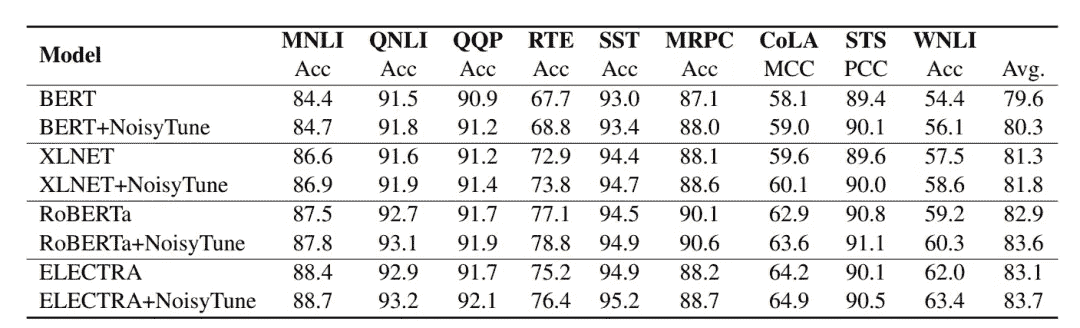 Model MNLI QNLI QQP RTE SST MRPC CoLA STS WNLI
Acc Acc Acc Acc Acc Acc MCC PCC Acc Avg.
BERT 84.4 91.5 90.9 67.7 93.0 87.1 58.1 89.4 54.4 79.6
BERT+NoisyTune 84.7 91.8 91.2 68.8 93.4 88.0 59.0 90.1 56.1 80.3
XLNET 86.6 91.6 91.2 72.9 94.4 88.1 59.6 89.6 57.5 81.3
XLNET+NoisyTune 86.9 91.9 91.4 73.8 94.7 88.6 60.1 90.0 58.6 81.8
RoBERTa 87.5 92.7 91.7 77.1 94.5 90.1 62.9 90.8 59.2 82.9
RoBERTa+NoisyTune 87.8 93.1 91.9 78.8 94.9 90.6 63.6 91.1 60.3 83.6
ELECTRA 88.4 92.9 91.7 75.2 94.9 88.2 64.2 90.1 62.0 83.1
ELECTRA+NoisyTune 88.7 93.2 92.1 76.4 95.2 88.7 64.9 90.5 63.4 83.7